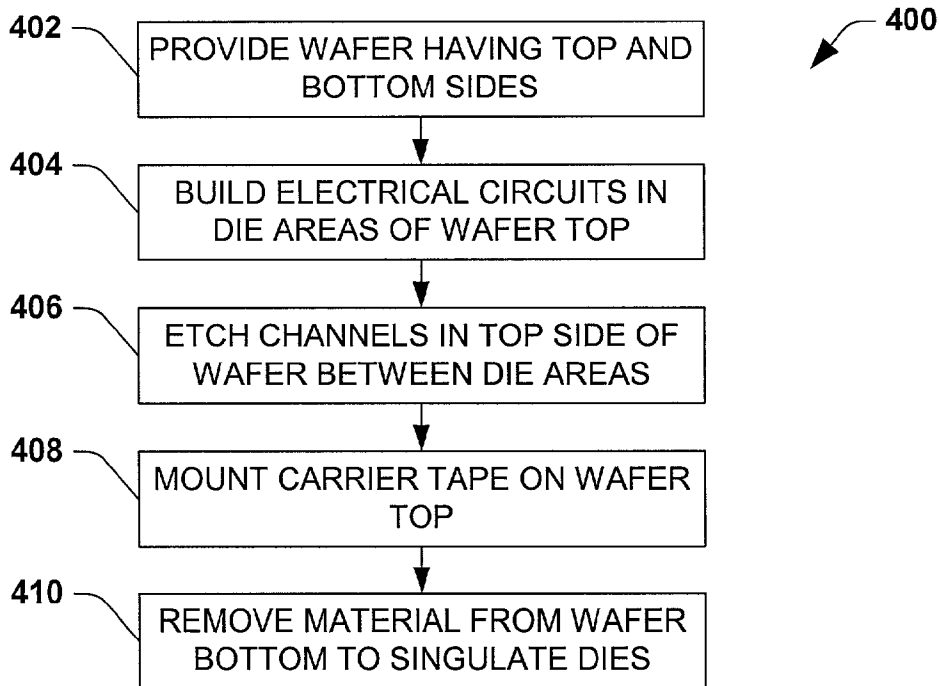 400
402
PROVIDE WAFER HAVING TOP AND
BOTTOM SIDES
404
BUILD ELECTRICAL CIRCUITS IN
DIE AREAS OF WAFER TOP
406
ETCH CHANNELS IN TOP SIDE OF
WAFER BETWEEN DIE AREAS
408
MOUNT CARRIER TAPE ON WAFER
TOP
410
REMOVE MATERIAL FROM WAFER
BOTTOM TO SINGULATE DIES